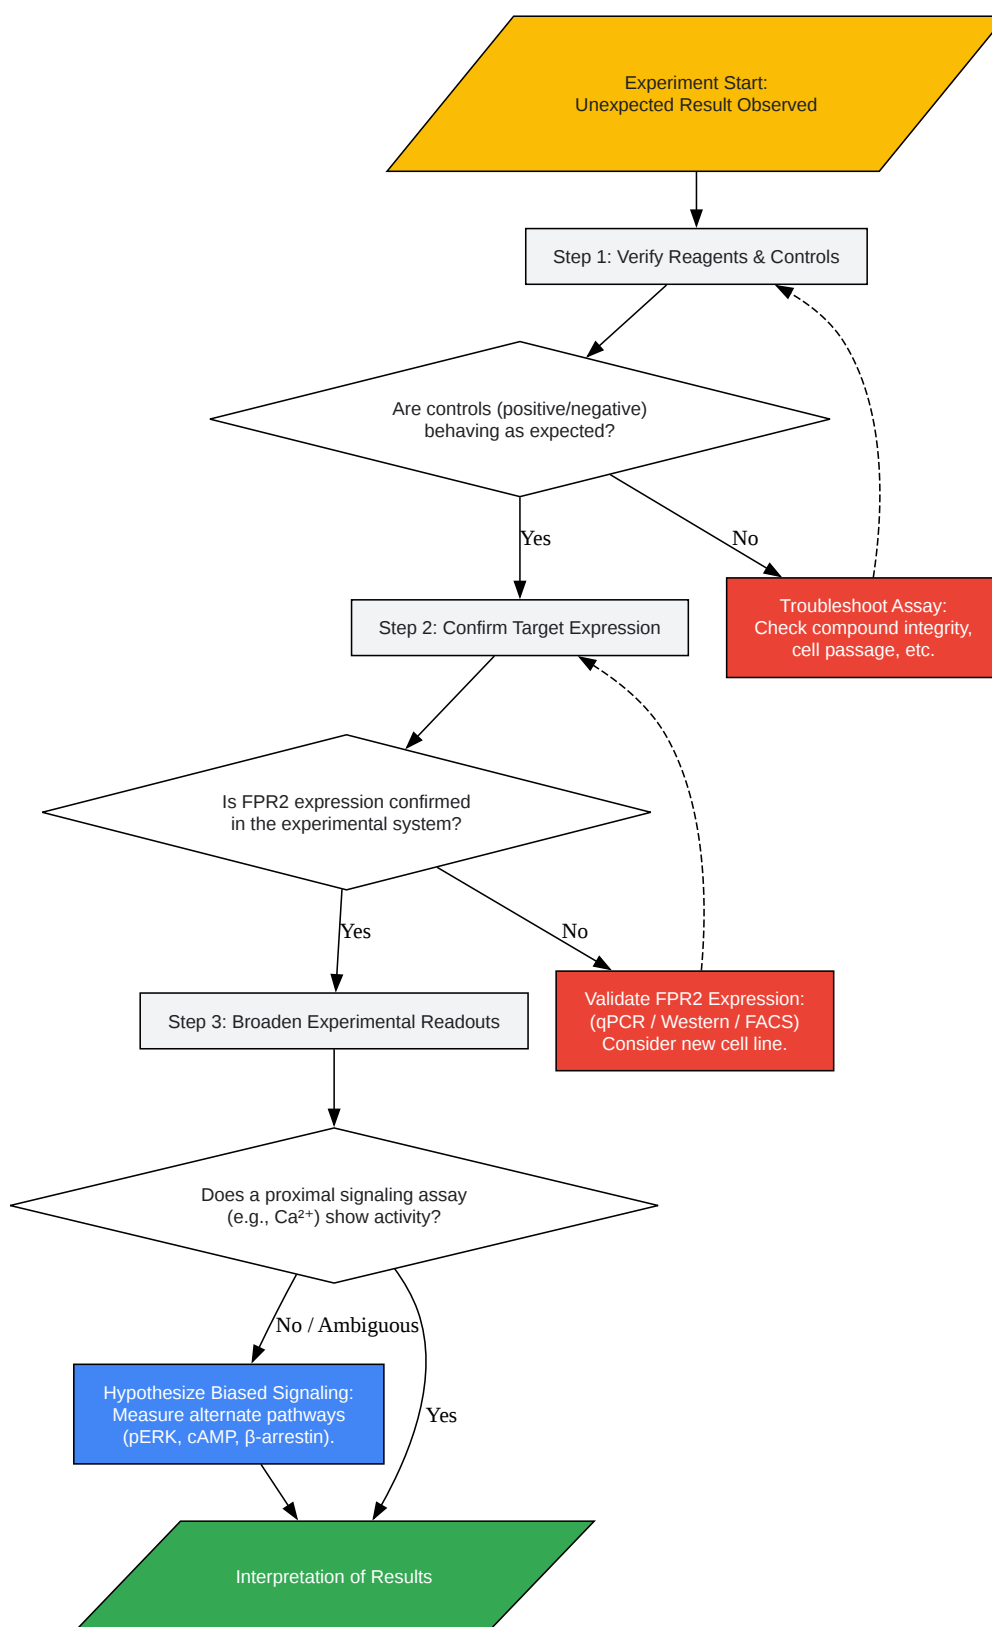 Experiment Start:
Unexpected Result Observed
Step 1: Verify Reagents & Controls
Are controls (positive/negative)
behaving as expected?
Yes
No
Troubleshoot Assay:
Check compound integrity,
cell passage, etc.
Step 2: Confirm Target Expression
Is FPR2 expression confirmed
in the experimental system?
Yes
No
Validate FPR2 Expression:
(qPCR / Western / FACS)
Consider new cell line.
Step 3: Broaden Experimental Readouts
Does a proximal signaling assay
(e.g., Ca²⁺) show activity?
No / Ambiguous
Hypothesize Biased Signaling:
Measure alternate pathways
(pERK, cAMP, β-arrestin).
Yes
Interpretation of Results